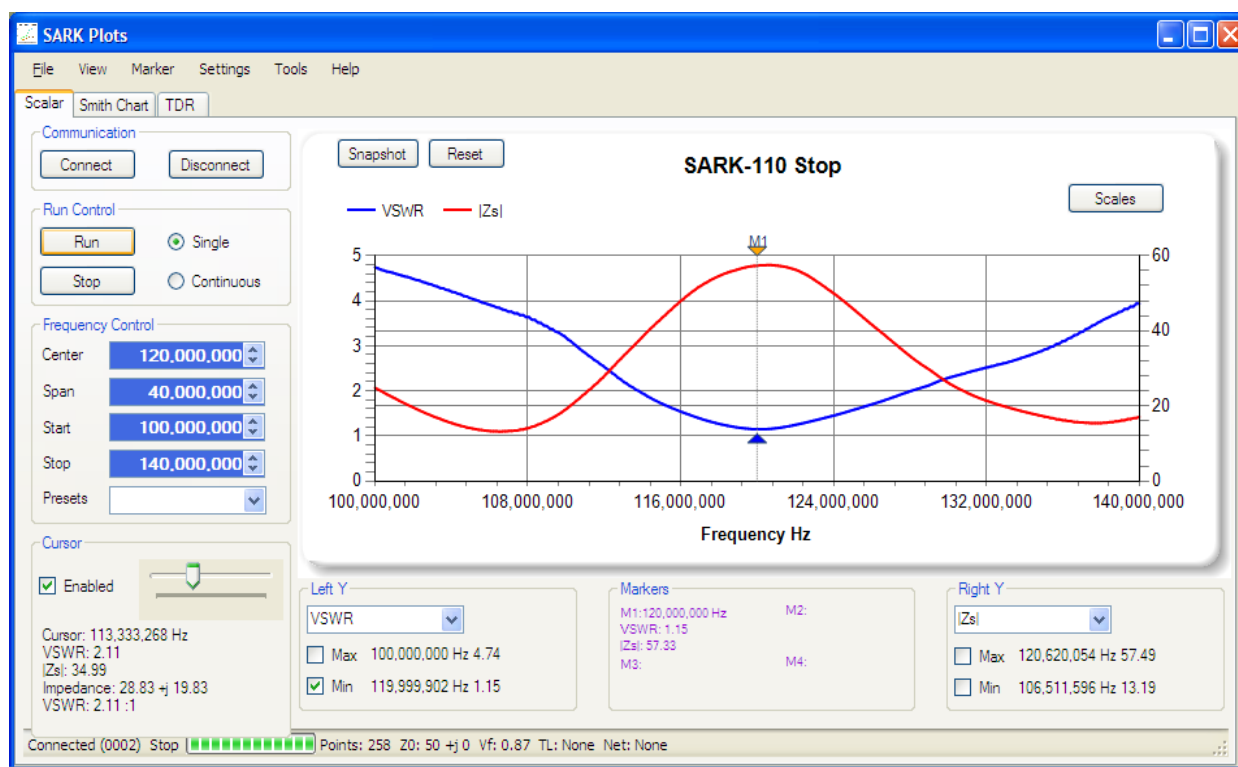 SARK Plots
File View Marker Settings Tools Help
Scalar Smith Chart TDR
Communication
Connect Disconnect
Run Control
Run Single
Stop Continuous
Frequency Control
Center 120,000,000
Span 40,000,000
Start 100,000,000
Stop 140,000,000
Presets
Cursor
Enabled
Cursor: 113,333,268 Hz
VSWR: 2.11
|Zs|: 34.99
Impedance: 28.83 +j 19.83
VSWR: 2.11 :1
Snapshot Reset
SARK-110 Stop
Scales
VSWR |Zs|
M1
5 60
4
40
3
2
20
1
0 0
100,000,000 108,000,000 116,000,000 124,000,000 132,000,000 140,000,000
Frequency Hz
Left Y
VSWR
Max 100,000,000 Hz 4.74
Min 119,999,902 Hz 1.15
Markers
M1:120,000,000 Hz M2:
VSWR: 1.15
|Zs|: 57.33
M3: M4:
Right Y
|Zs|
Max 120,620,054 Hz 57.49
Min 106,511,596 Hz 13.19
Connected (0002) Stop Points: 258 Z0: 50 +j 0 Vf: 0.87 TL: None Net: None